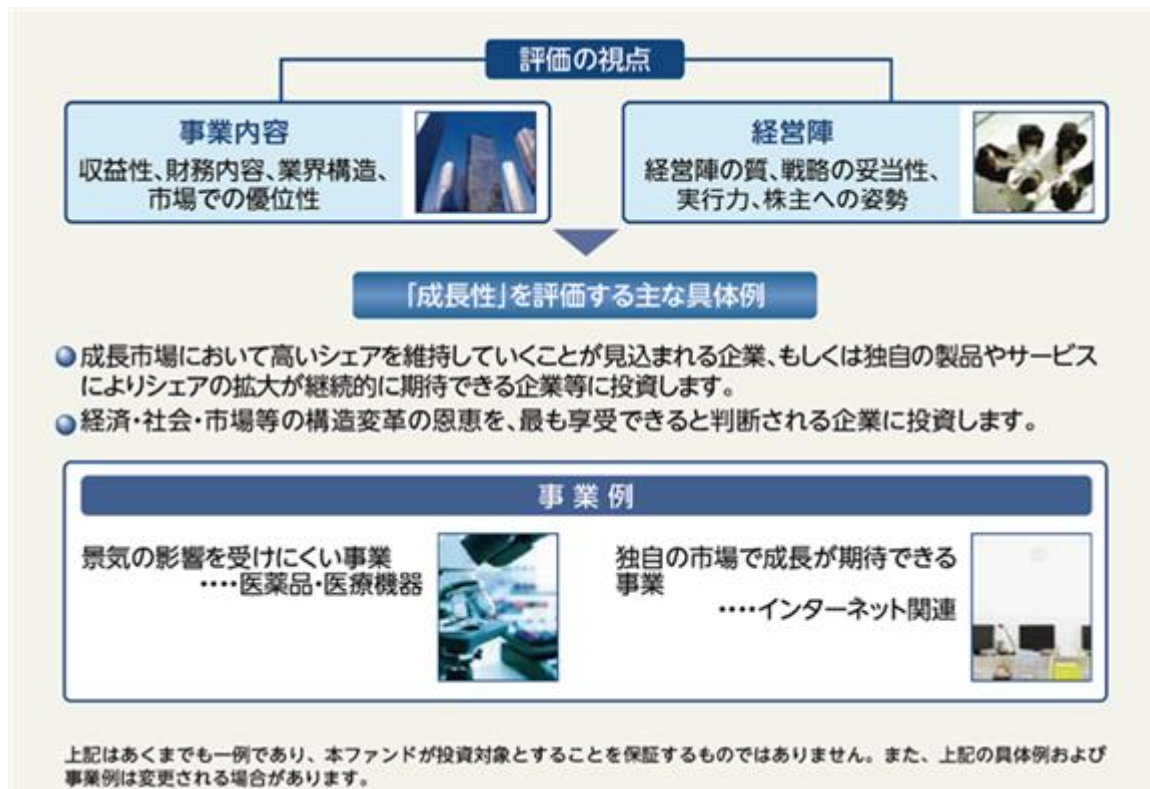 評価の視点
事業内容
収益性、財務内容、業界構造、
市場での優位性
経営陣
経営陣の質、戦略の妥当性、
実行力、株主への姿勢
「成長性」を評価する主な具体例
成長市場において高いシェアを維持していくことが見込まれる企業、もしくは独自の製品やサービス
によりシェアの拡大が継続的に期待できる企業等に投資します。
経済・社会・市場等の構造変革の恩恵を、最も享受できると判断される企業に投資します。
事業例
景気の影響を受けにくい事業
‥‥医薬品・医療機器
独自の市場で成長が期待できる
事業
‥‥インターネット関連
上記はあくまでも一例であり、本ファンドが投資対象とすることを保証するものではありません。また、上記の具体例および
事業例は変更される場合があります。